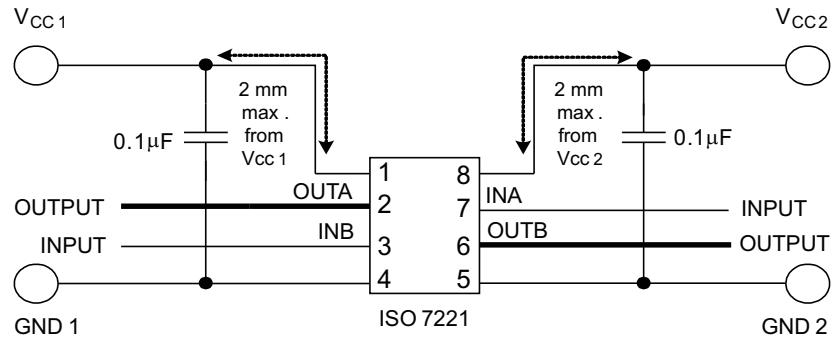 VCC 1
VCC 2
2 mm
max .
from
Vcc 1
2 mm
max .
from
Vcc 2
0.1µF
0.1µF
1
8
OUTA
2
7
INA
OUTPUT
INPUT
INB
3
6
OUTB
INPUT
OUTPUT
4
5
GND 1
ISO 7221
GND 2